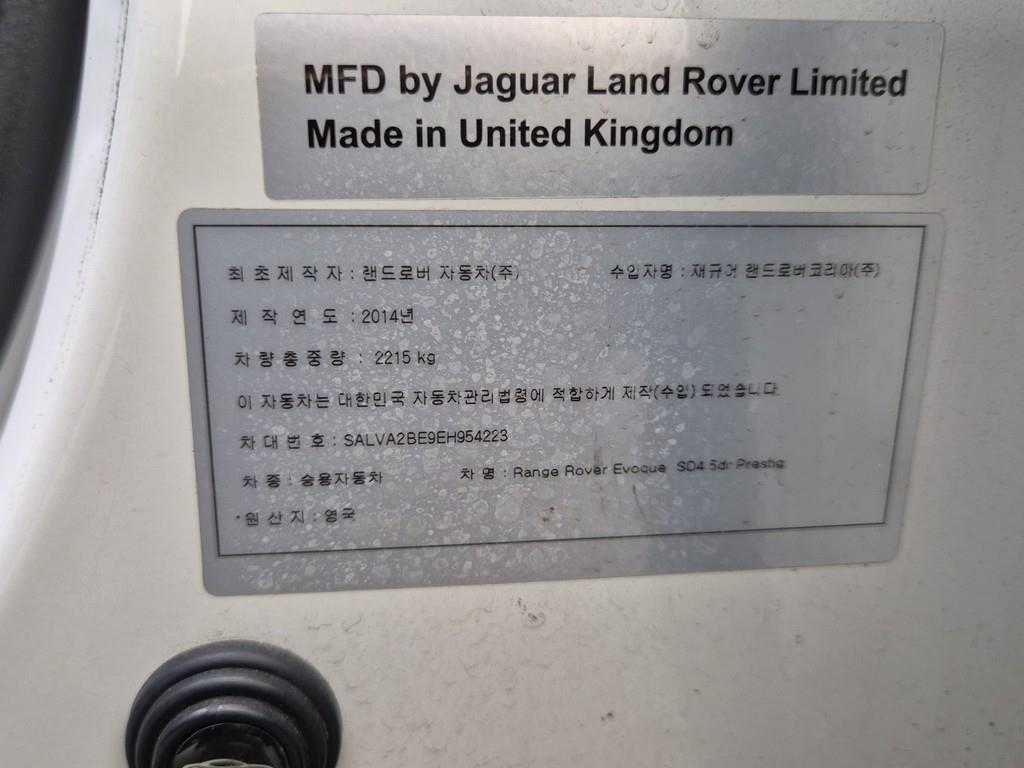 MFD by Jaguar Land Rover Limited
Made in United Kingdom
최초제작자 : 랜드로버 자동차(주) 수입자명 : 재규어 랜드로버코리아(주)
제작연도 : 2014년
차량총중량 : 2215 kg
이 자동차는 대한민국 자동차관리법령에 적합하게 제작(수입) 되었습니다.
차대번호 : SALVA2BE9EH954223
차종 : 승용자동차 차명 : Range Rover Evoque SD4 5dr Prestig
원산지 : 영국